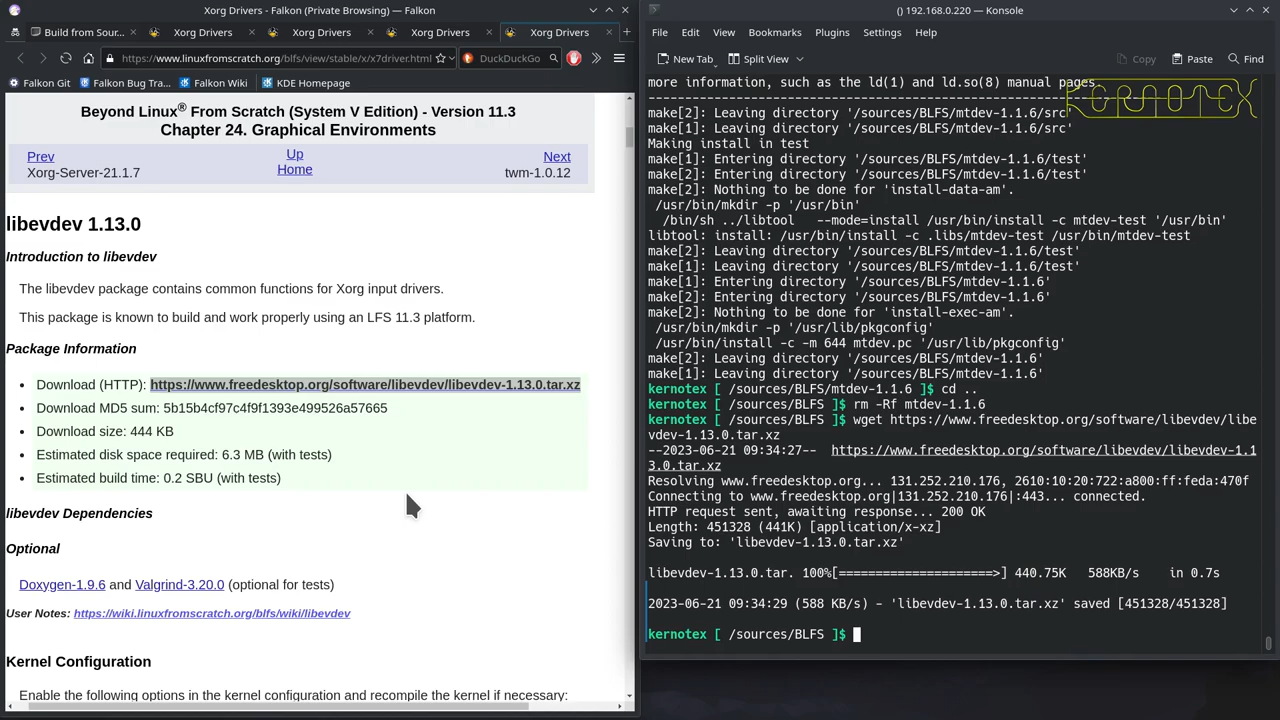 Xorg Drivers – Falkon (Private Browsing) — Falkon
Build from Sour...
Xorg Drivers
Xorg Drivers
Xorg Drivers
Xorg Drivers
https://www.linuxfromscratch.org/blfs/view/stable/x/x7driver.html
DuckDuckGo
Falkon Git
Falkon Bug Tra...
Falkon Wiki
KDE Homepage
Beyond Linux® From Scratch (System V Edition) - Version 11.3
Chapter 24. Graphical Environments
Prev
Up
Next
Xorg-Server-21.1.7
Home
twm-1.0.12
libevdev 1.13.0
Introduction to libevdev
The libevdev package contains common functions for Xorg input drivers.
This package is known to build and work properly using an LFS 11.3 platform.
Package Information
• Download (HTTP): https://www.freedesktop.org/software/libevdev/libevdev-1.13.0.tar.xz
• Download MD5 sum: 5b15b4cf97c4f9f1393e499526a57665
• Download size: 444 KB
• Estimated disk space required: 6.3 MB (with tests)
• Estimated build time: 0.2 SBU (with tests)
libevdev Dependencies
Optional
Doxygen-1.9.6 and Valgrind-3.20.0 (optional for tests)
User Notes: https://wiki.linuxfromscratch.org/blfs/wiki/libevdev
Kernel Configuration
Enable the following options in the kernel configuration and recompile the kernel if necessary:
() 192.168.0.220 — Konsole
File Edit View Bookmarks Plugins Settings Help
New Tab Split View Copy Paste Find
KERNOTEX
more information, such as the ld(1) and ld.so(8) manual pages.
----------------------------------------------------------------------
make[2]: Leaving directory '/sources/BLFS/mtdev-1.1.6/src'
make[1]: Leaving directory '/sources/BLFS/mtdev-1.1.6/src'
Making install in test
make[1]: Entering directory '/sources/BLFS/mtdev-1.1.6/test'
make[2]: Entering directory '/sources/BLFS/mtdev-1.1.6/test'
make[2]: Nothing to be done for 'install-data-am'.
/usr/bin/mkdir -p '/usr/bin'
/bin/sh ../libtool   --mode=install /usr/bin/install -c mtdev-test '/usr/bin'
libtool: install: /usr/bin/install -c .libs/mtdev-test /usr/bin/mtdev-test
make[2]: Leaving directory '/sources/BLFS/mtdev-1.1.6/test'
make[1]: Leaving directory '/sources/BLFS/mtdev-1.1.6/test'
make[1]: Entering directory '/sources/BLFS/mtdev-1.1.6'
make[2]: Entering directory '/sources/BLFS/mtdev-1.1.6'
make[2]: Nothing to be done for 'install-exec-am'.
/usr/bin/mkdir -p '/usr/lib/pkgconfig'
/usr/bin/install -c -m 644 mtdev.pc '/usr/lib/pkgconfig'
make[2]: Leaving directory '/sources/BLFS/mtdev-1.1.6'
make[1]: Leaving directory '/sources/BLFS/mtdev-1.1.6'
kernotex [ /sources/BLFS/mtdev-1.1.6 ]$ cd ..
kernotex [ /sources/BLFS ]$ rm -Rf mtdev-1.1.6
kernotex [ /sources/BLFS ]$ wget https://www.freedesktop.org/software/libevdev/libe
vdev-1.13.0.tar.xz
--2023-06-21 09:34:27--  https://www.freedesktop.org/software/libevdev/libevdev-1.1
3.0.tar.xz
Resolving www.freedesktop.org... 131.252.210.176, 2610:10:20:722:a800:ff:feda:470f
Connecting to www.freedesktop.org|131.252.210.176|:443... connected.
HTTP request sent, awaiting response... 200 OK
Length: 451328 (441K) [application/x-xz]
Saving to: 'libevdev-1.13.0.tar.xz'
libevdev-1.13.0.tar. 100%[=====================>] 440.75K   588KB/s    in 0.7s
2023-06-21 09:34:29 (588 KB/s) - 'libevdev-1.13.0.tar.xz' saved [451328/451328]
kernotex [ /sources/BLFS ]$